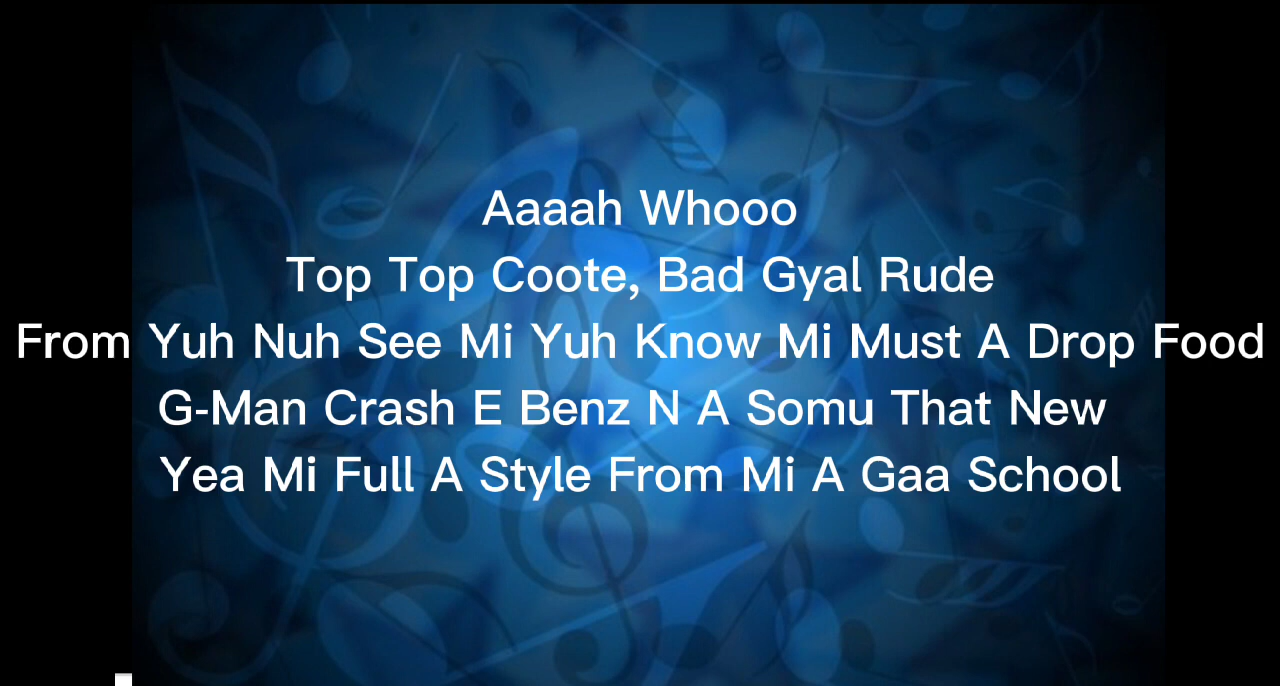 Aaaah Whooo
Top Top Coote, Bad Gyal Rude
From Yuh Nuh See Mi Yuh Know Mi Must A Drop Food
G-Man Crash E Benz N A Somu That New
Yea Mi Full A Style From Mi A Gaa School